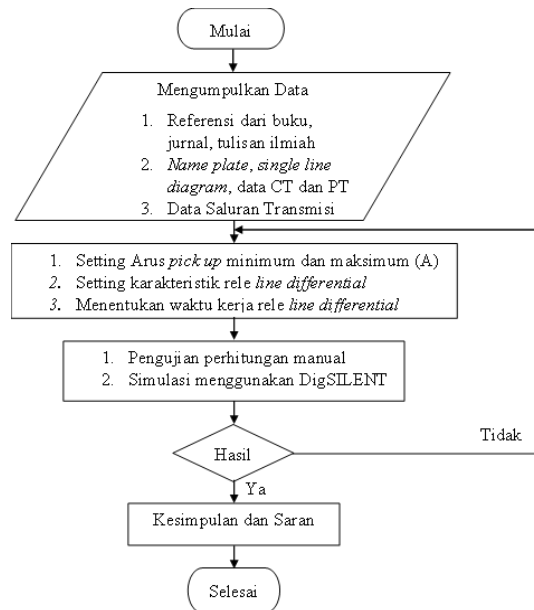 Mulai
Mengumpulkan Data
1. Referensi dari buku,
jurnal, tulisan ilmiah
2. Name plate, single line
diagram, data CT dan PT
3. Data Saluran Transmisi
1. Setting Arus pick up minimum dan maksimum (A)
2. Setting karakteristik rele line differential
3. Menentukan waktu kerja rele line differential
1. Pengujian perhitungan manual
2. Simulasi menggunakan DigSILENT
Hasil
Tidak
Ya
Kesimpulan dan Saran
Selesai